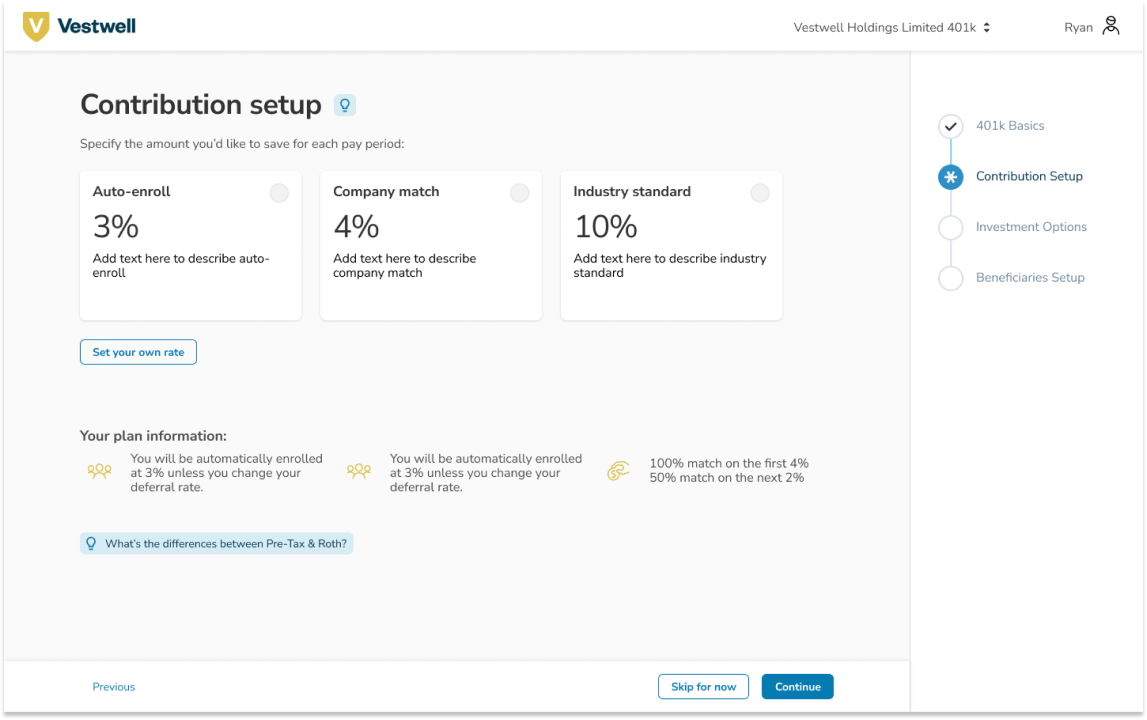 V Vestwell
Vestwell Holdings Limited 401k
Ryan
Contribution setup
Specify the amount you'd like to save for each pay period:
Auto-enroll
3%
Add text here to describe auto-
enroll
Company match
4%
Add text here to describe
company match
Industry standard
10%
Add text here to describe industry
standard
Set your own rate
Your plan information:
You will be automatically enrolled
at 3% unless you change your
deferral rate.
You will be automatically enrolled
at 3% unless you change your
deferral rate.
100% match on the first 4%
50% match on the next 2%
What's the differences between Pre-Tax & Roth?
Previous
Skip for now
Continue
401k Basics
Contribution Setup
Investment Options
Beneficiaries Setup